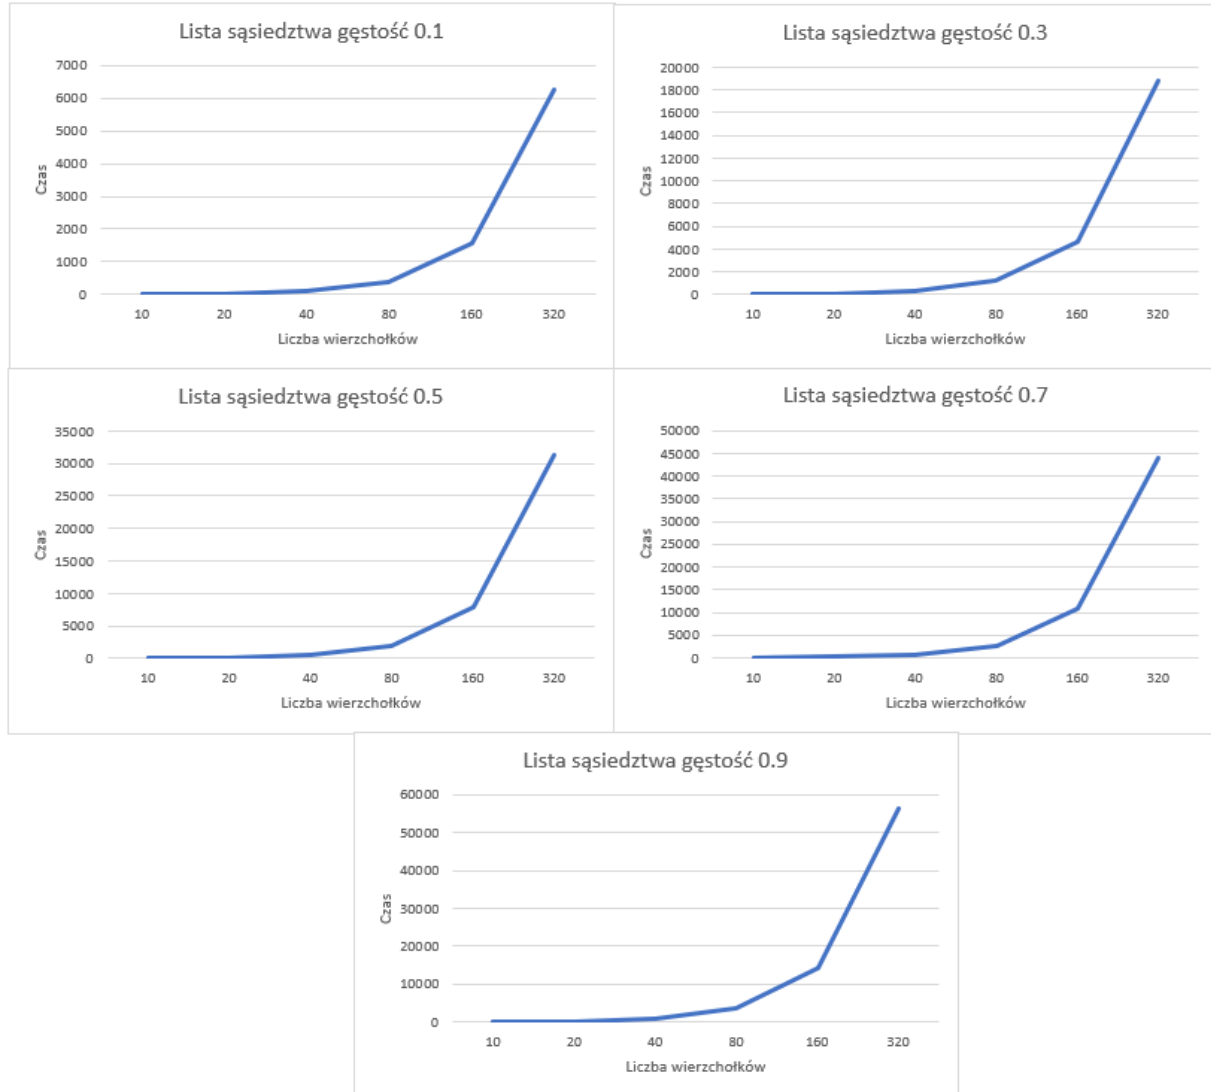 Lista sąsiedztwa gęstość 0.1
7000
6000
5000
4000
3000
2000
1000
0
Czas
10 20 40 80 160 320
Liczba wierzchołków
Lista sąsiedztwa gęstość 0.3
20000
18000
16000
14000
12000
10000
8000
6000
4000
2000
0
Czas
10 20 40 80 160 320
Liczba wierzchołków
Lista sąsiedztwa gęstość 0.5
35000
30000
25000
20000
15000
10000
5000
0
Czas
10 20 40 80 160 320
Liczba wierzchołków
Lista sąsiedztwa gęstość 0.7
50000
45000
40000
35000
30000
25000
20000
15000
10000
5000
0
Czas
10 20 40 80 160 320
Liczba wierzchołków
Lista sąsiedztwa gęstość 0.9
60000
50000
40000
30000
20000
10000
0
Czas
10 20 40 80 160 320
Liczba wierzchołków